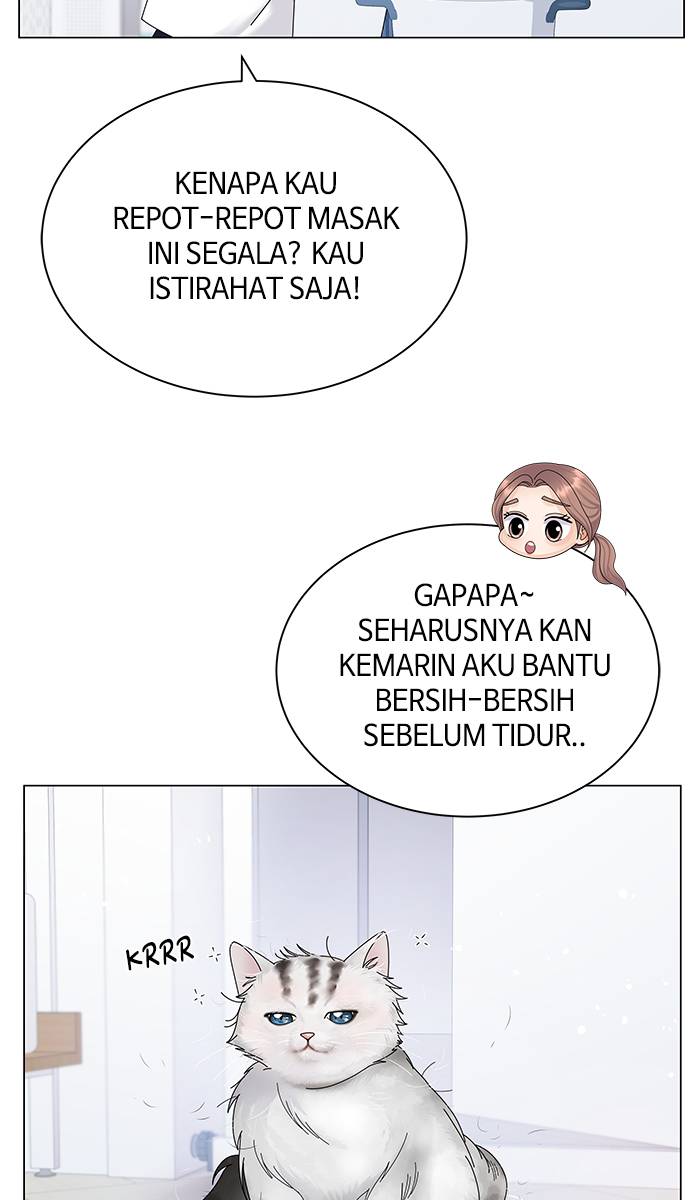 KENAPA KAU
REPOT-REPOT MASAK
INI SEGALA? KAU
ISTIRAHAT SAJA!
GAPAPA~
SEHARUSNYA KAN
KEMARIN AKU BANTU
BERSIH-BERSIH
SEBELUM TIDUR..
KRRR